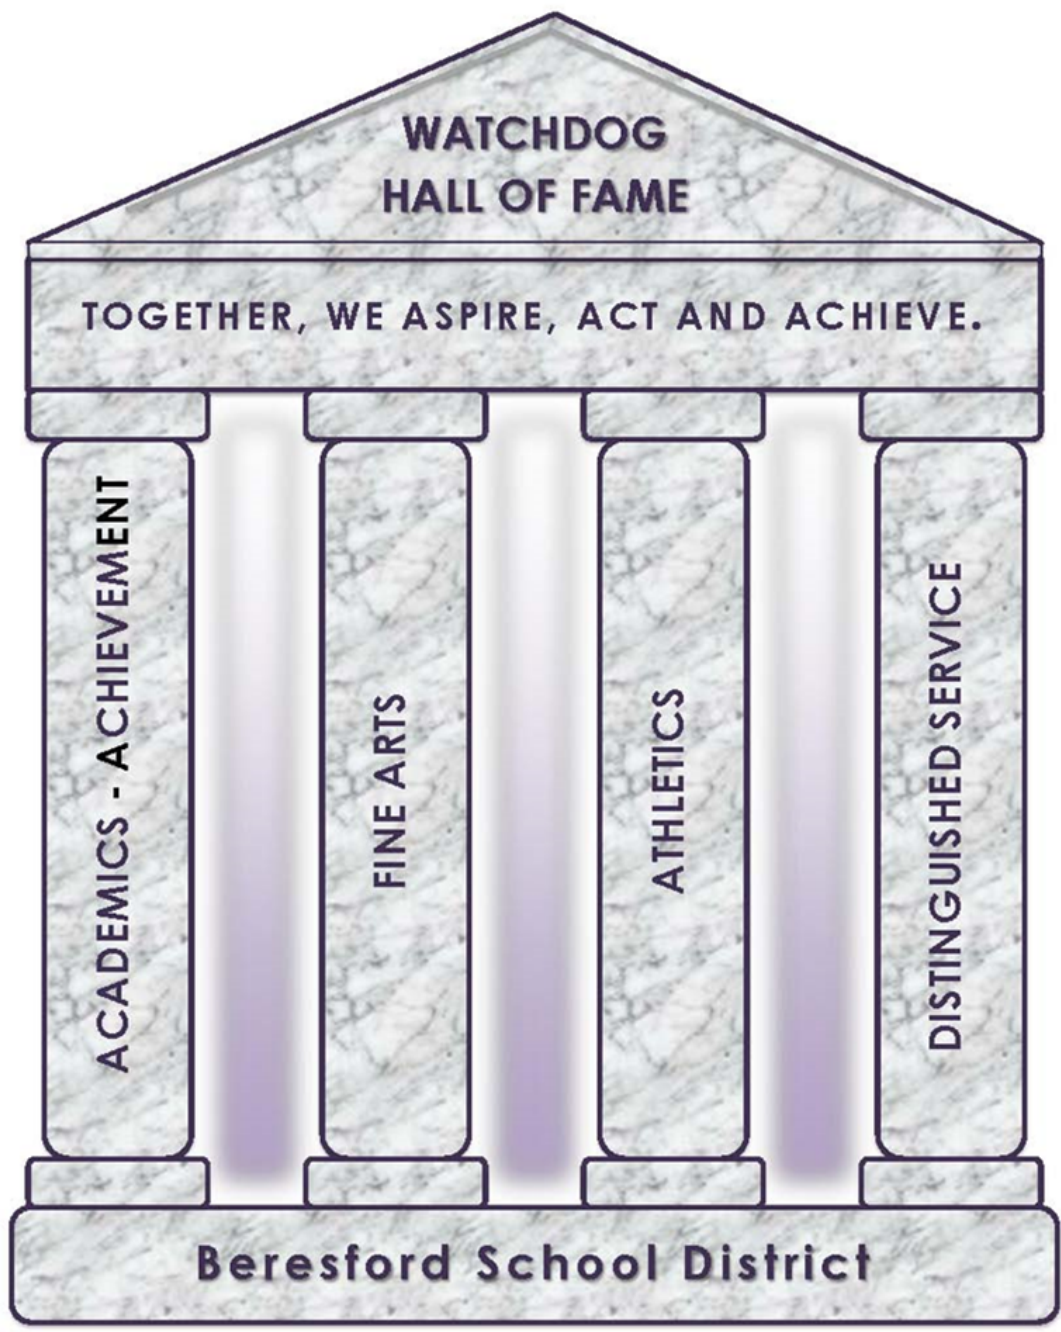 WATCHDOG
HALL OF FAME
TOGETHER, WE ASPIRE, ACT AND ACHIEVE.
ACADEMICS - ACHIEVEMENT
FINE ARTS
ATHLETICS
DISTINGUISHED SERVICE
Beresford School District